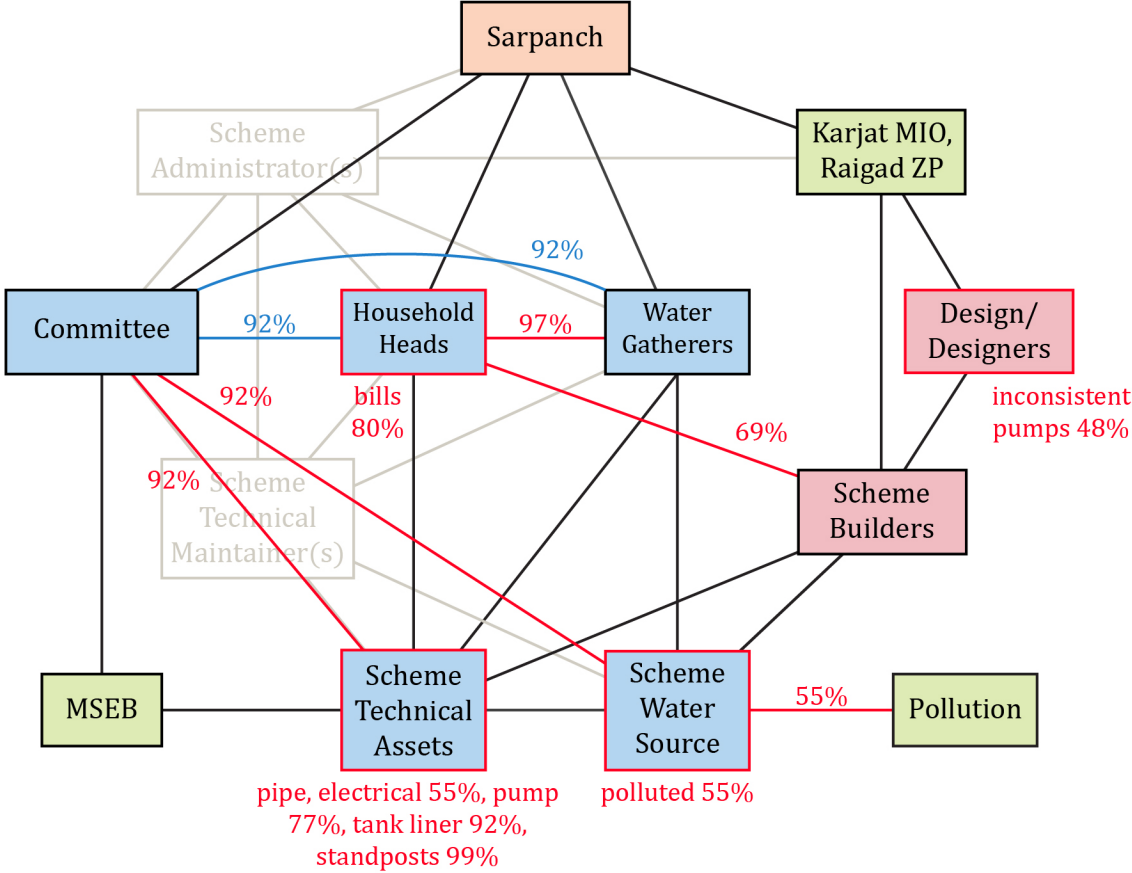 Sarpanch
Scheme
Administrator(s)
Karjat MIO,
Raigad ZP
92%
Committee
92%
Household
Heads
97%
Water
Gatherers
Design/
Designers
92%
bills
80%
69%
inconsistent
pumps 48%
92%
Scheme
Technical
Maintainer(s)
Scheme
Builders
MSEB
Scheme
Technical
Assets
Scheme
Water
Source
55%
Pollution
pipe, electrical 55%, pump
77%, tank liner 92%,
standposts 99%
polluted 55%